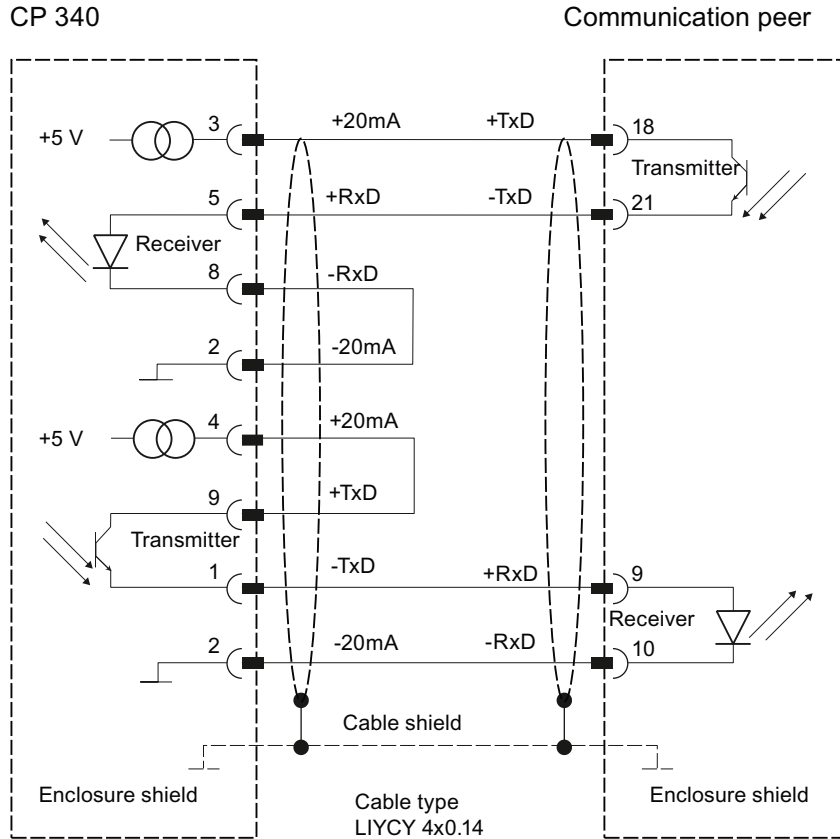 CP 340
Communication peer
3
+20mA
+TxD
18
+5 V
Transmitter
5
+RxD
-TxD
21
Receiver
8
-RxD
2
-20mA
4
+20mA
+5 V
9
+TxD
Transmitter
1
-TxD
+RxD
9
Receiver
2
-20mA
-RxD
10
Cable shield
Enclosure shield
Enclosure shield
Cable type
LIYCY 4x0.14